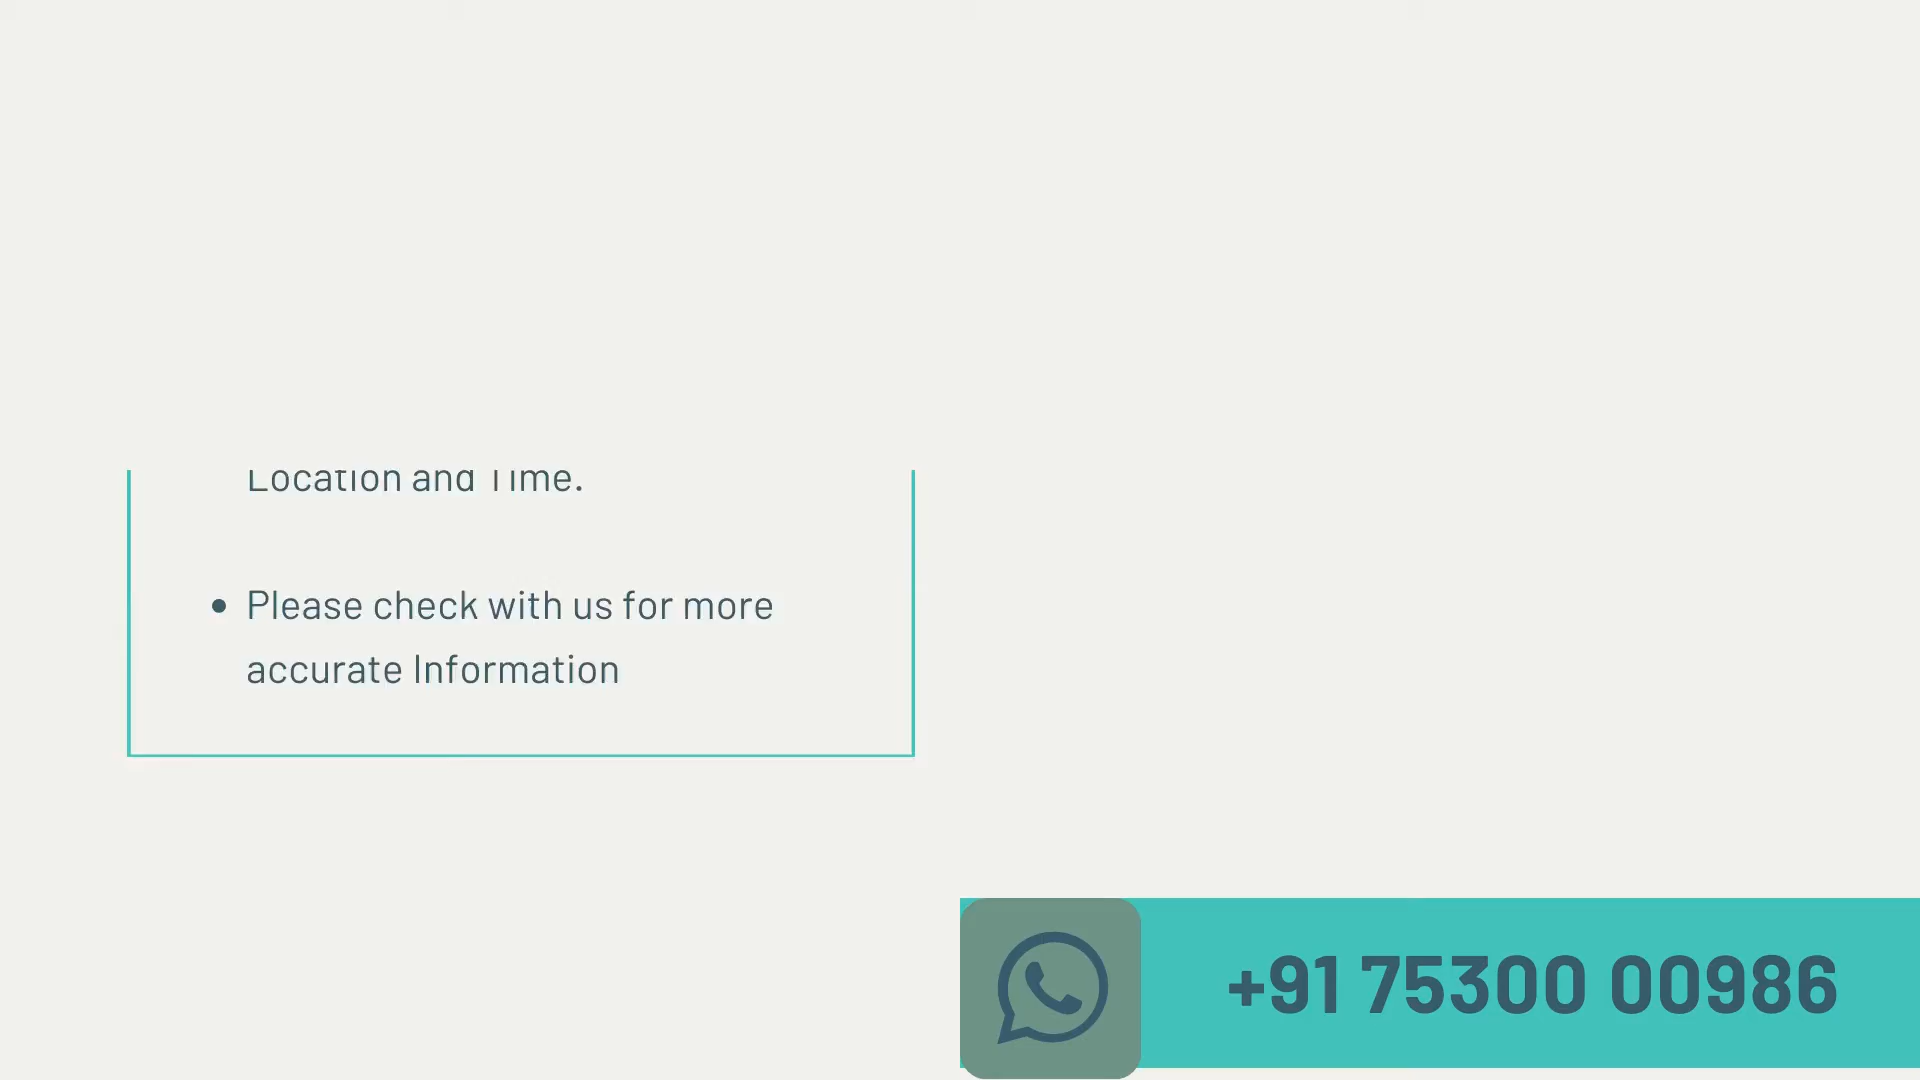 Location and Time.
• Please check with us for more
accurate Information
+91 75300 00986